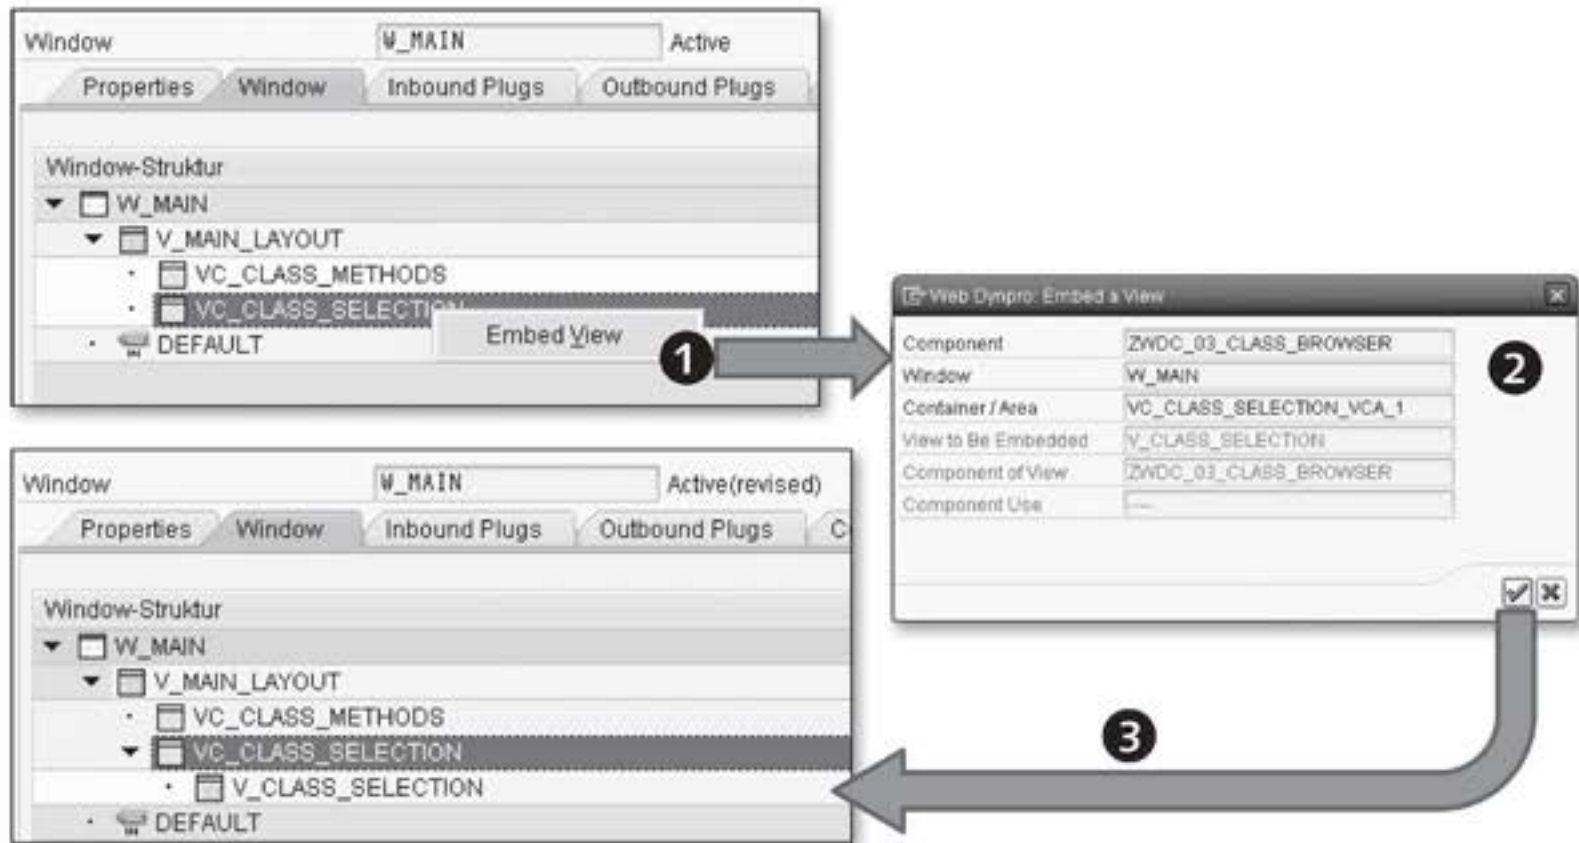 Window W_MAIN Active
Properties Window Inbound Plugs Outbound Plugs
Window-Struktur
W_MAIN
V_MAIN_LAYOUT
VC_CLASS_METHODS
VC_CLASS_SELECTION
Embed View
DEFAULT
1
Web Dynpro: Embed a View
Component ZWDC_03_CLASS_BROWSER
Window W_MAIN
Container / Area VC_CLASS_SELECTION_VCA_1
View to Be Embedded V_CLASS_SELECTION
Component of View ZWDC_03_CLASS_BROWSER
Component Use
2
3
Window W_MAIN Active(revised)
Properties Window Inbound Plugs Outbound Plugs C
Window-Struktur
W_MAIN
V_MAIN_LAYOUT
VC_CLASS_METHODS
VC_CLASS_SELECTION
V_CLASS_SELECTION
DEFAULT